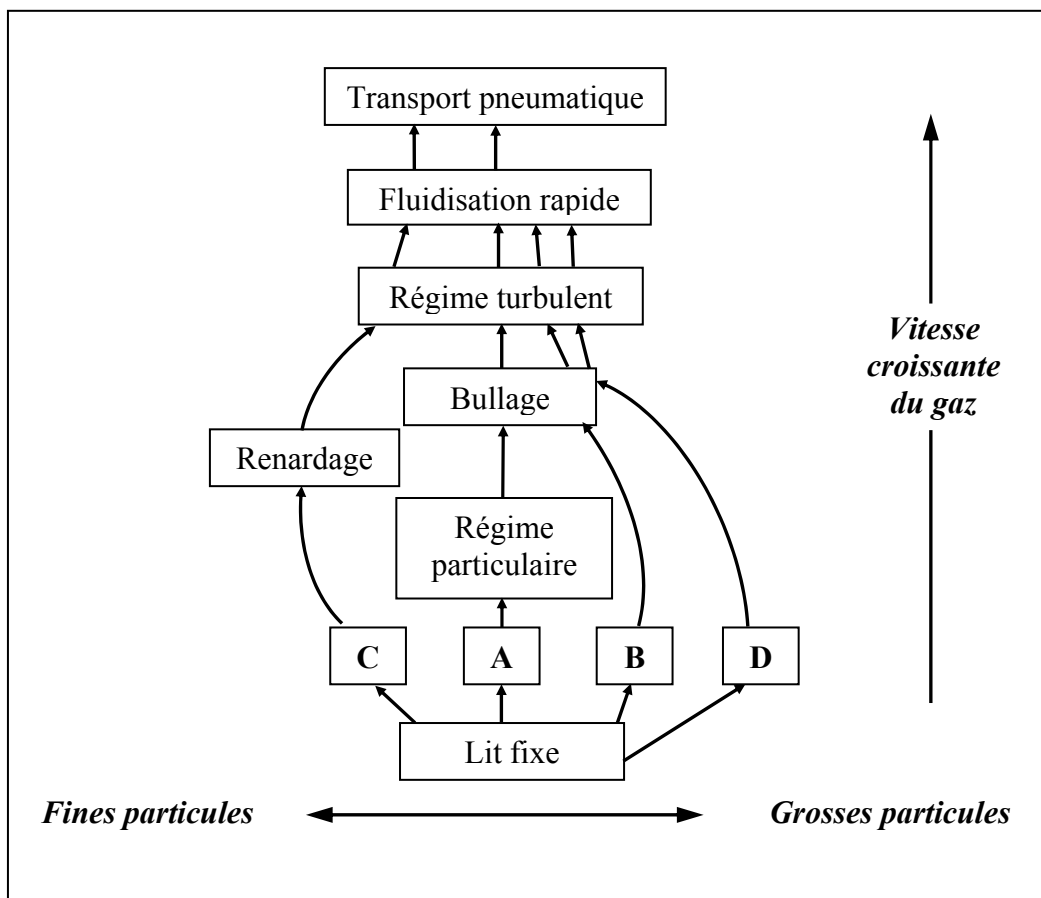 Transport pneumatique
Fluidisation rapide
Régime turbulent
Vitesse
croissante
du gaz
Bullage
Renardage
Régime
particulaire
C
A
B
D
Lit fixe
Fines particules
Grosses particules